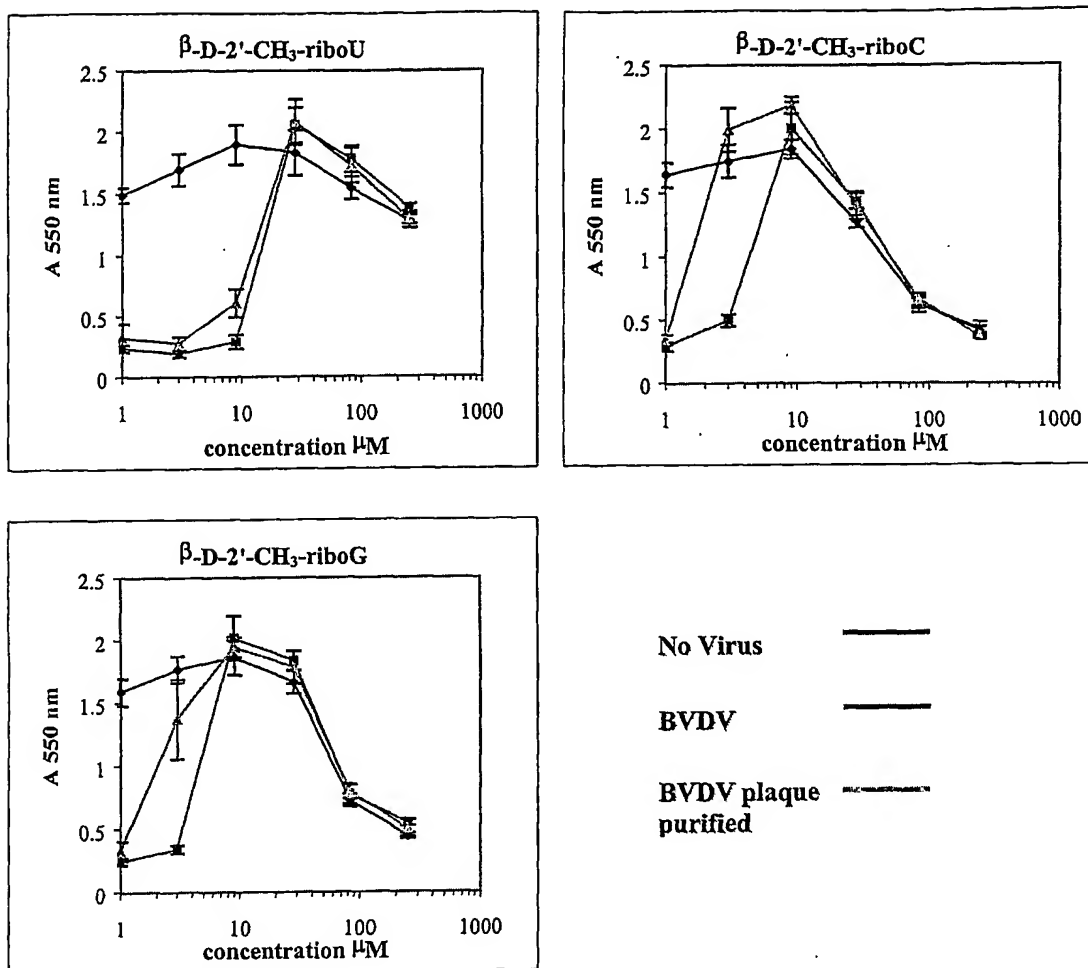 β-D-2'-CH₃-riboU
2.5
2
1.5
1
0.5
0
A 550 nm
1 10 100 1000
concentration μM
β-D-2'-CH₃-riboC
2.5
2
1.5
1
0.5
0
A 550 nm
1 10 100 1000
concentration μM
β-D-2'-CH₃-riboG
2.5
2
1.5
1
0.5
0
A 550 nm
1 10 100 1000
concentration μM
No Virus
BVDV
BVDV plaque
purified